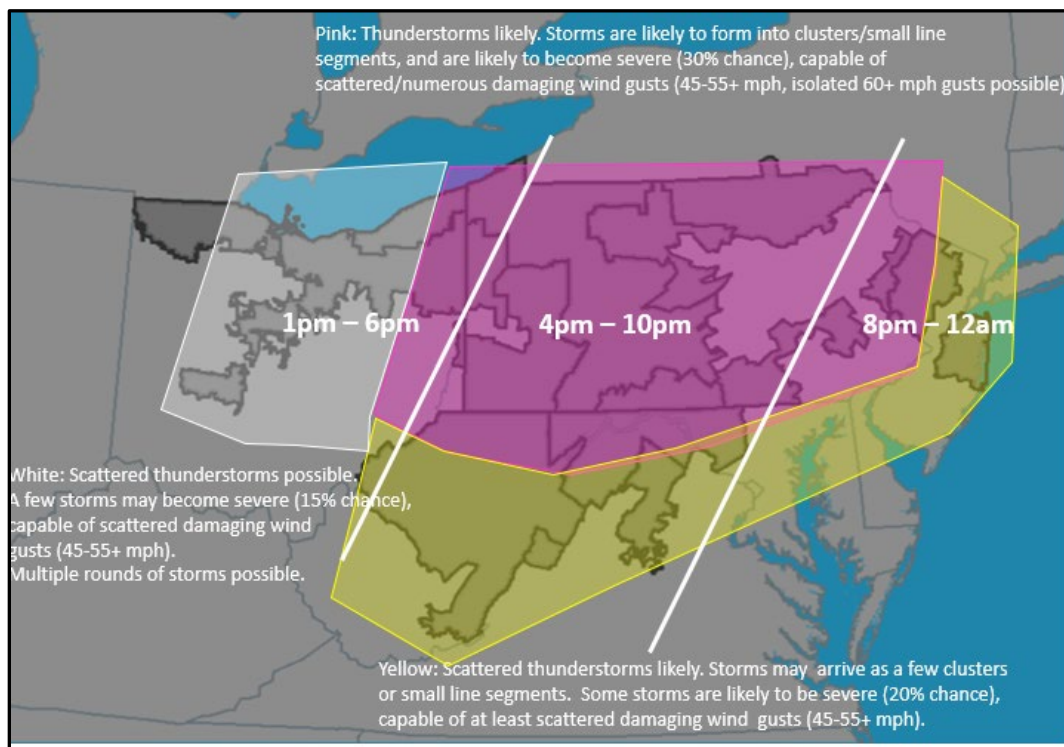 Pink: Thunderstorms likely. Storms are likely to form into clusters/small line
segments, and are likely to become severe (30% chance), capable of
scattered/numerous damaging wind gusts (45-55+ mph, isolated 60+ mph gusts possible)
1pm – 6pm
4pm – 10pm
8pm – 12am
White: Scattered thunderstorms possible.
A few storms may become severe (15% chance),
capable of scattered damaging wind
gusts (45-55+ mph).
Multiple rounds of storms possible.
Yellow: Scattered thunderstorms likely. Storms may arrive as a few clusters
or small line segments. Some storms are likely to be severe (20% chance),
capable of at least scattered damaging wind gusts (45-55+ mph).